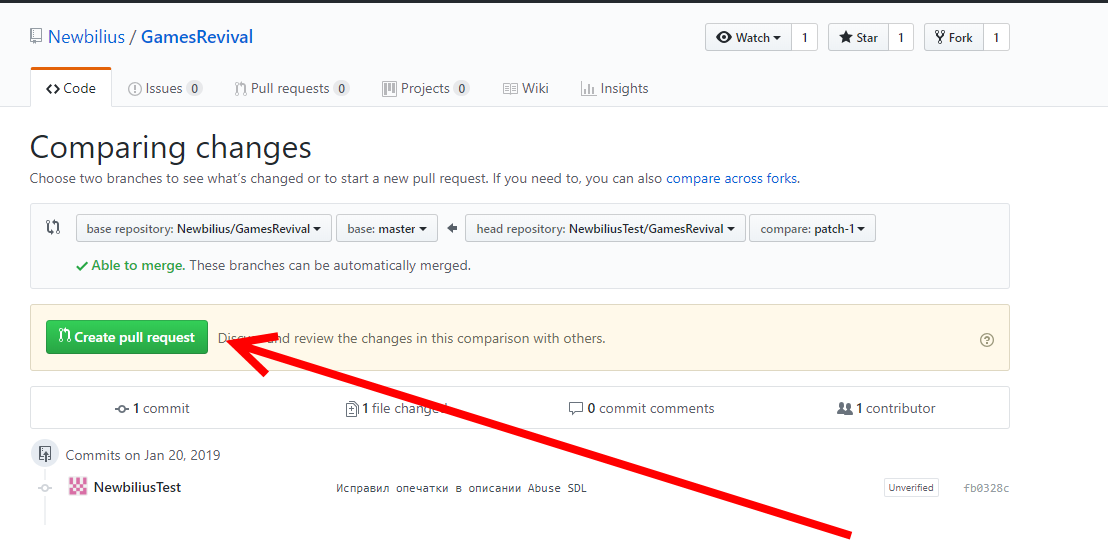 Newbilius / GamesRevival
Watch 1 Star 1 Fork 1
Code Issues 0 Pull requests 0 Projects 0 Wiki Insights
Comparing changes
Choose two branches to see what's changed or to start a new pull request. If you need to, you can also compare across forks.
base repository: Newbilius/GamesRevival base: master head repository: NewbiliusTest/GamesRevival compare: patch-1
Able to merge. These branches can be automatically merged.
Create pull request Discuss and review the changes in this comparison with others.
1 commit 1 file changed 0 commit comments 1 contributor
Commits on Jan 20, 2019
NewbiliusTest Исправил опечатки в описании Abuse SDL Unverified fb0328c